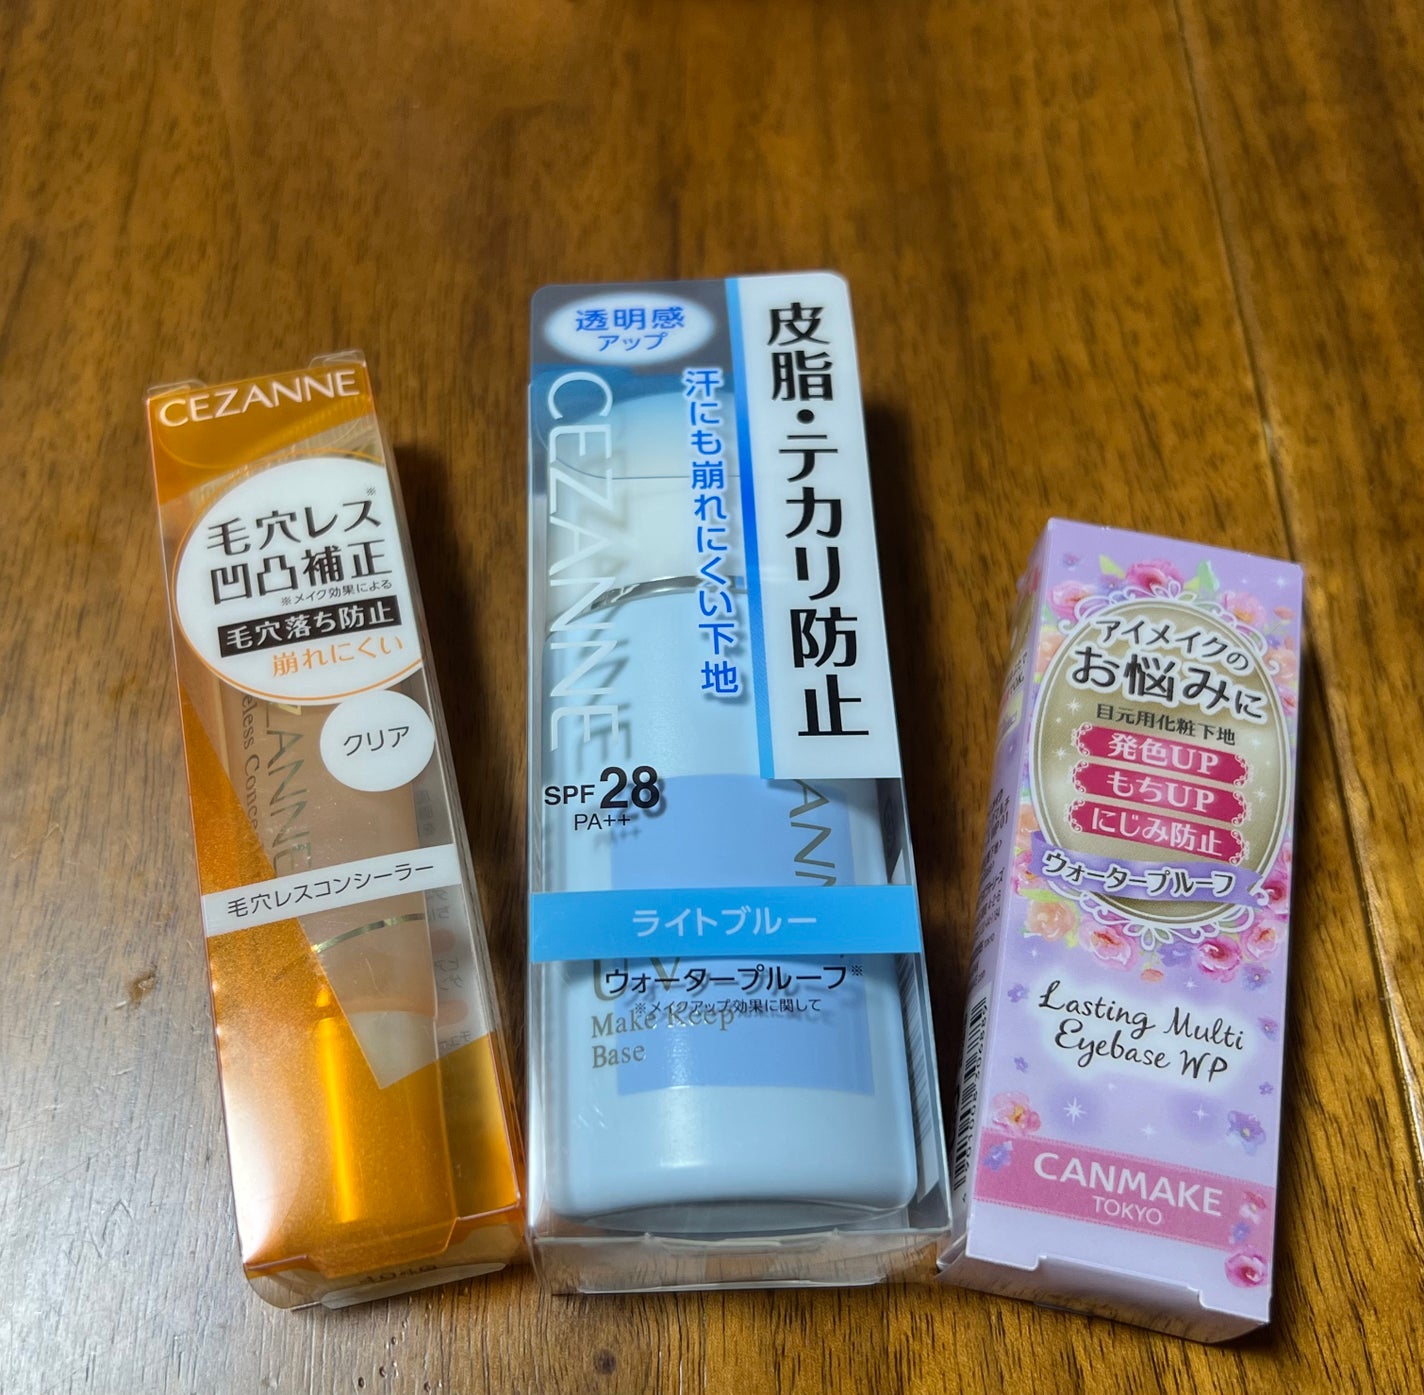 CEZANNE
毛穴レス※
凹凸補正
※メイク効果による
毛穴落ち防止
崩れにくい
クリア
毛穴レスコンシーラー
透明感
アップ
皮脂・テカリ防止
汗にも崩れにくい下地
CEZANNE
SPF 28
PA++
ライトブルー
ウォータープルーフ※
※メイクアップ効果に関して
UV
Make Keep
Base
アイメイクの
お悩みに
目元用化粧下地
発色UP
もちUP
にじみ防止
ウォータープルーフ
Lasting Multi
Eyebase WP
CANMAKE
TOKYO